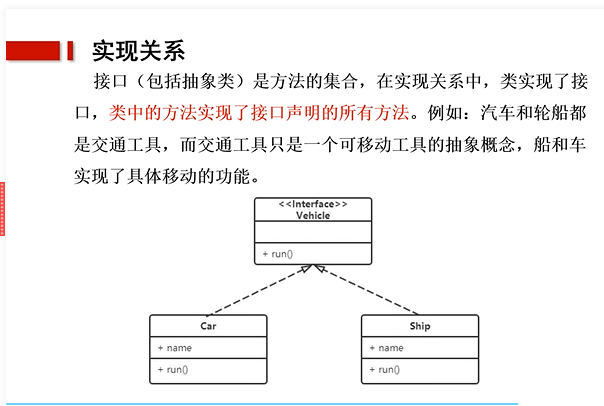 实现关系
接口（包括抽象类）是方法的集合，在实现关系中，类实现了接
口，类中的方法实现了接口声明的所有方法。例如：汽车和轮船都
是交通工具，而交通工具只是一个可移动工具的抽象概念，船和车
实现了具体移动的功能。
<<Interface>>
Vehicle
+ run()
Car
+ name
+ run()
Ship
+ name
+ run()